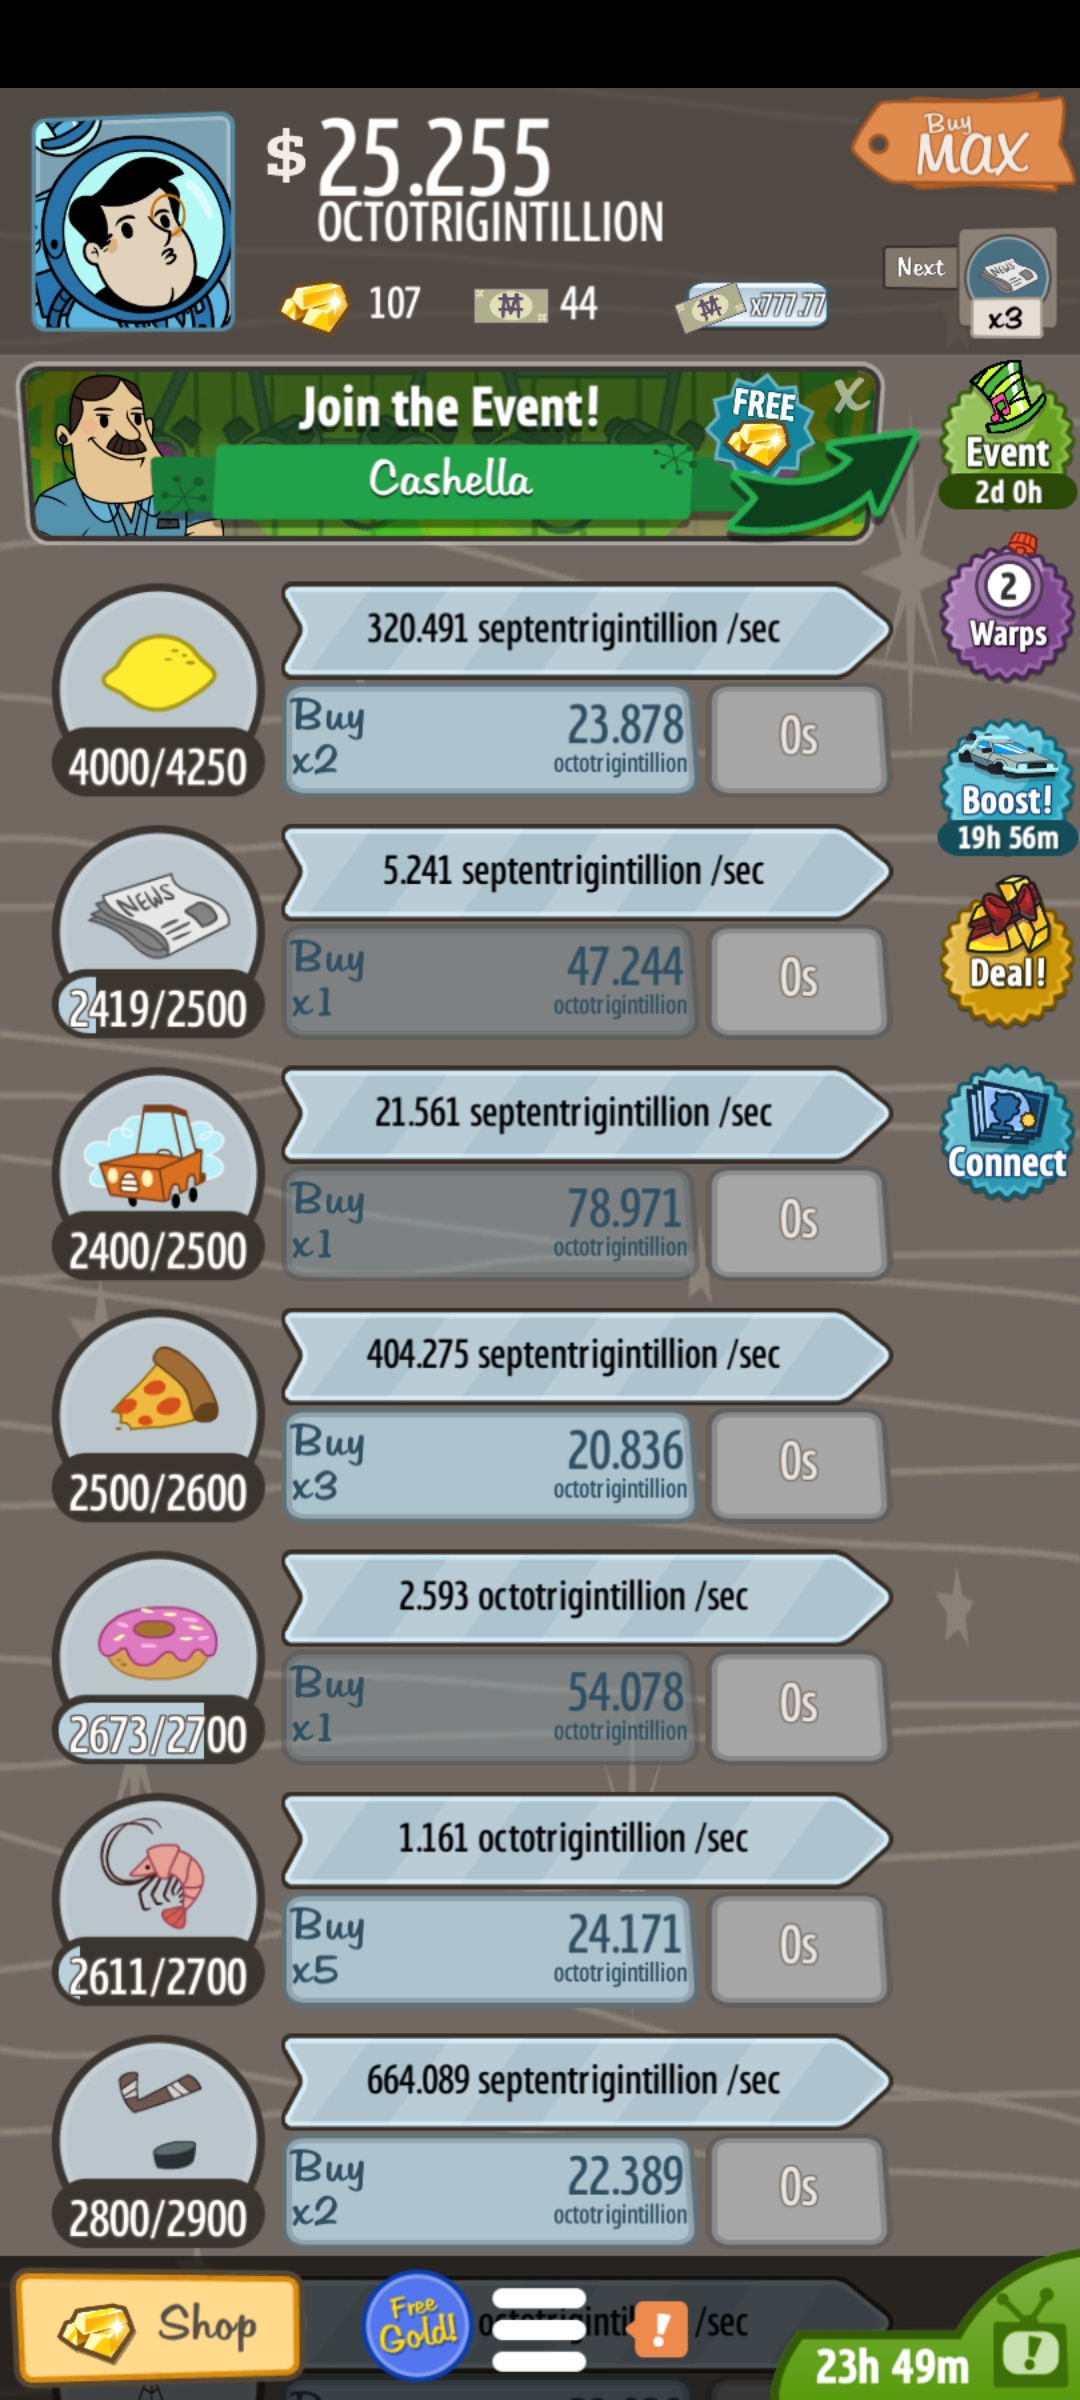 $ 25.255
OCTOTRIGINTILLION
Buy
MAX
107
44
x777.77
Next
NEWS
x3
Join the Event!
Cashella
FREE
X
Event
2d 0h
2
Warps
Boost!
19h 56m
Deal!
Connect
320.491 septentrigintillion /sec
Buy
x2
23.878
octotrigintillion
0s
4000/4250
NEWS
5.241 septentrigintillion /sec
Buy
x1
47.244
octotrigintillion
0s
2419/2500
21.561 septentrigintillion /sec
Buy
x1
78.971
octotrigintillion
0s
2400/2500
404.275 septentrigintillion /sec
Buy
x3
20.836
octotrigintillion
0s
2500/2600
2.593 octotrigintillion /sec
Buy
x1
54.078
octotrigintillion
0s
2673/2700
1.161 octotrigintillion /sec
Buy
x5
24.171
octotrigintillion
0s
2611/2700
664.089 septentrigintillion /sec
Buy
x2
22.389
octotrigintillion
0s
2800/2900
Shop
Free
Gold!
!
/sec
23h 49m
!
Buy